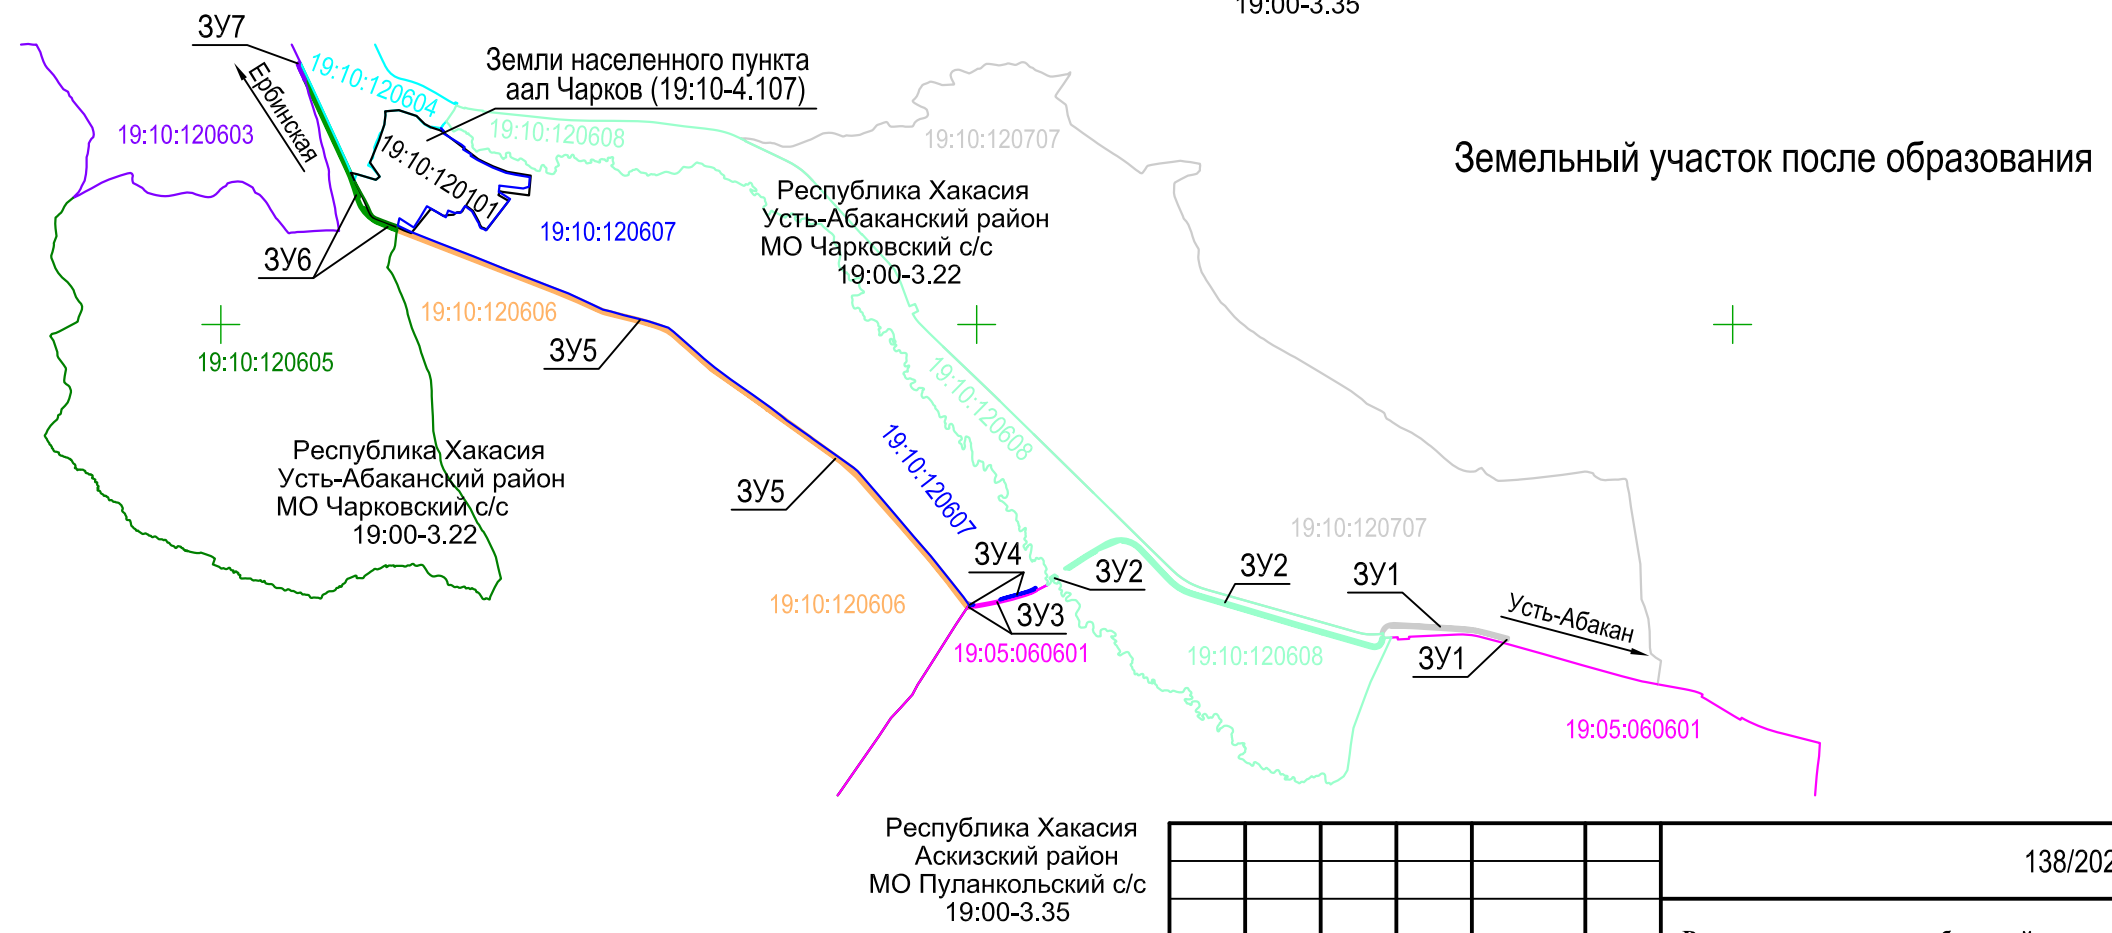 19:00-3.35
ЗУ7
Земли населенного пункта
аал Чарков (19:10-4.107)
Ербинская
19:10:120604
19:10:120603
19:10:120608
19:10:120707
19:10:120101
Земельный участок после образования
Республика Хакасия
Усть-Абаканский район
МО Чарковский с/с
19:00-3.22
19:10:120607
ЗУ6
19:10:120606
19:10:120605
ЗУ5
19:10:120608
Республика Хакасия
Усть-Абаканский район
МО Чарковский с/с
19:00-3.22
19:10:120607
ЗУ5
19:10:120707
ЗУ4
ЗУ2
ЗУ2
ЗУ1
19:10:120606
ЗУ3
Усть-Абакан
19:05:060601
19:10:120608
ЗУ1
19:05:060601
Республика Хакасия
Аскизский район
МО Пуланкольский с/с
19:00-3.35
138/202